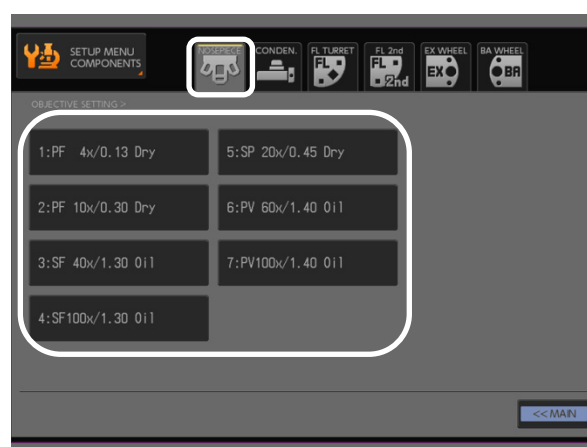 SETUP MENU
COMPONENTS
NOSEPIECE
CONDEN.
FL TURRET
FL
FL 2nd
FL
2nd
EX WHEEL
EX
BA WHEEL
BA
OBJECTIVE SETTING >
1:PF 4x/0.13 Dry
5:SP 20x/0.45 Dry
2:PF 10x/0.30 Dry
6:PV 60x/1.40 Oil
3:SF 40x/1.30 Oil
7:PV100x/1.40 Oil
4:SF100x/1.30 Oil
<< MAIN